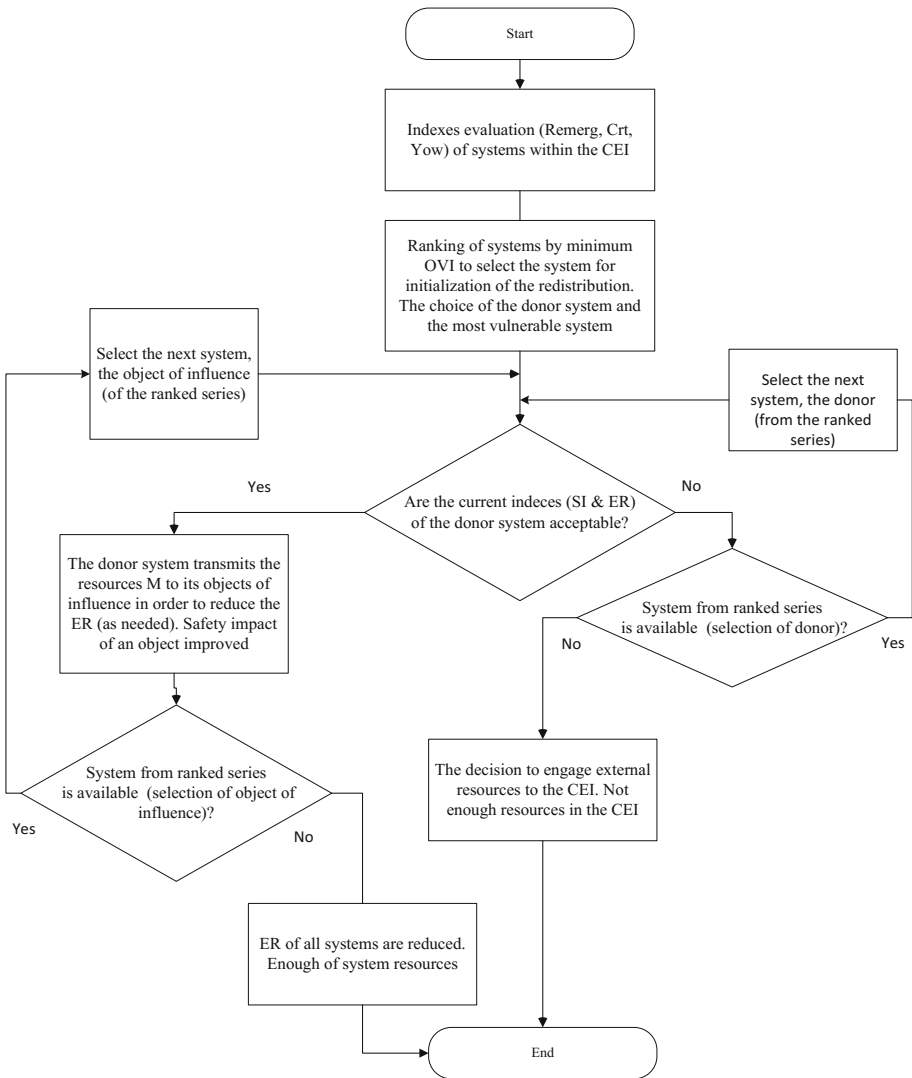 Start
Indexes evaluation (Remerg, Crt,
Yow) of systems within the CEI
Ranking of systems by minimum
OVI to select the system for
initialization of the redistribution.
The choice of the donor system and
the most vulnerable system
Select the next system,
the object of influence
(of the ranked series)
Select the next
system, the donor
(from the ranked
series)
Yes
No
Are the current indeces (SI & ER)
of the donor system acceptable?
The donor system transmits the
resources M to its objects of
influence in order to reduce the
ER (as needed). Safety impact
of an object improved
System from ranked series
is available (selection of donor)?
No
Yes
System from ranked series
is available (selection of object of
influence)?
Yes
No
The decision to engage external
resources to the CEI. Not
enough resources in the CEI
ER of all systems are reduced.
Enough of system resources
End